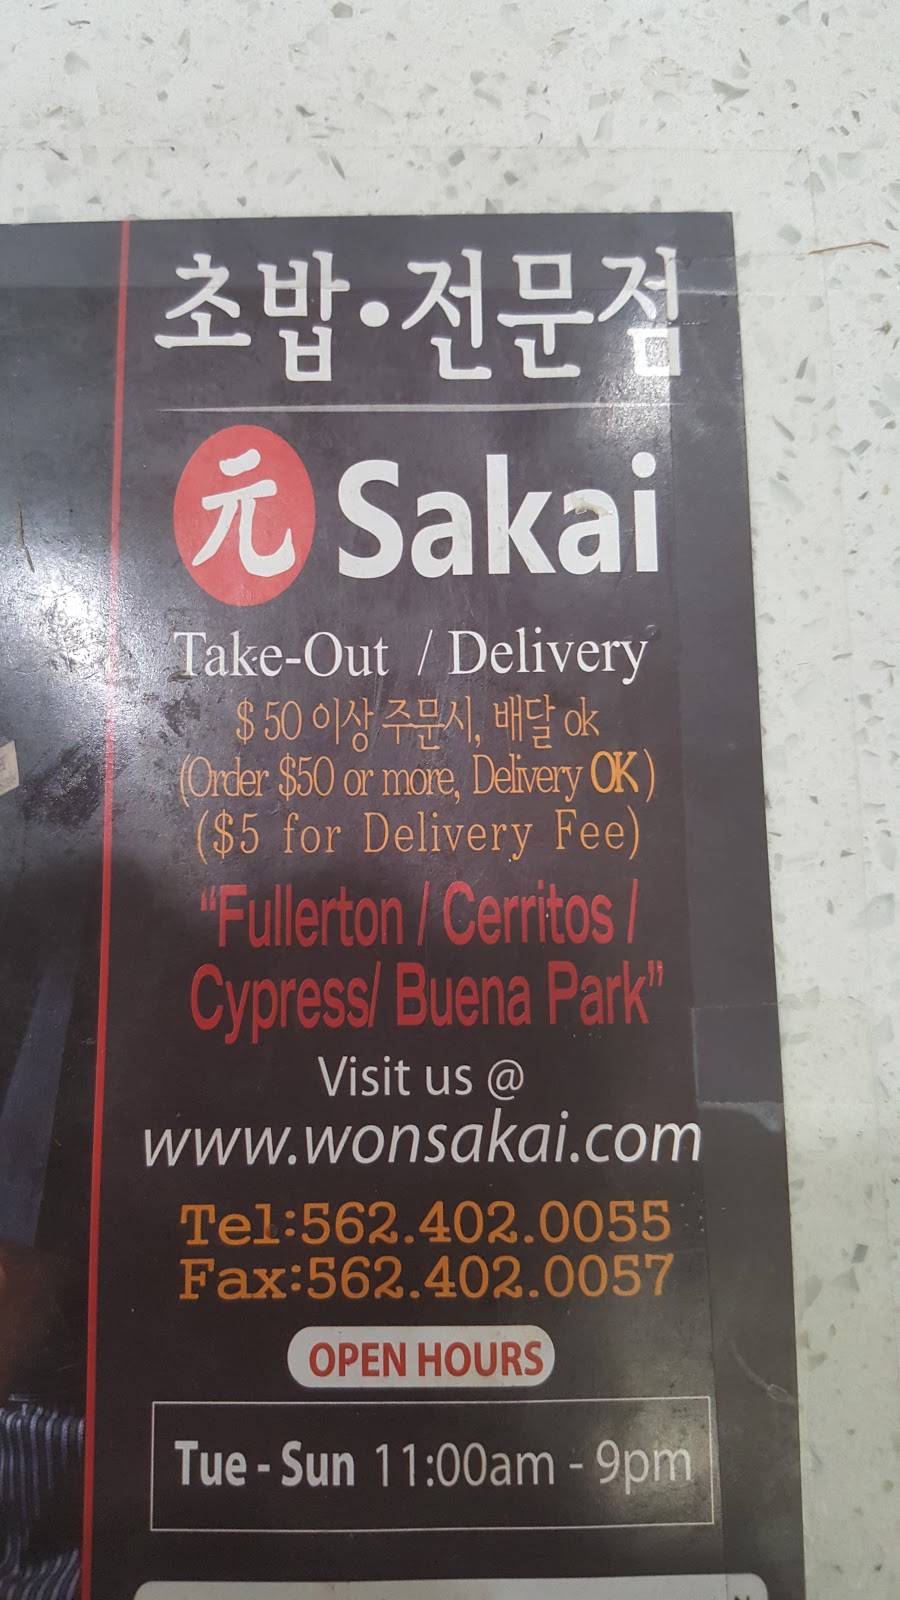 초밥·전문점
元 Sakai
Take-Out / Delivery
$50 이상 주문시, 배달 ok
(Order $50 or more, Delivery OK)
($5 for Delivery Fee)
"Fullerton / Cerritos /
Cypress/ Buena Park"
Visit us @
www.wonsakai.com
Tel:562.402.0055
Fax:562.402.0057
OPEN HOURS
Tue - Sun 11:00am - 9pm